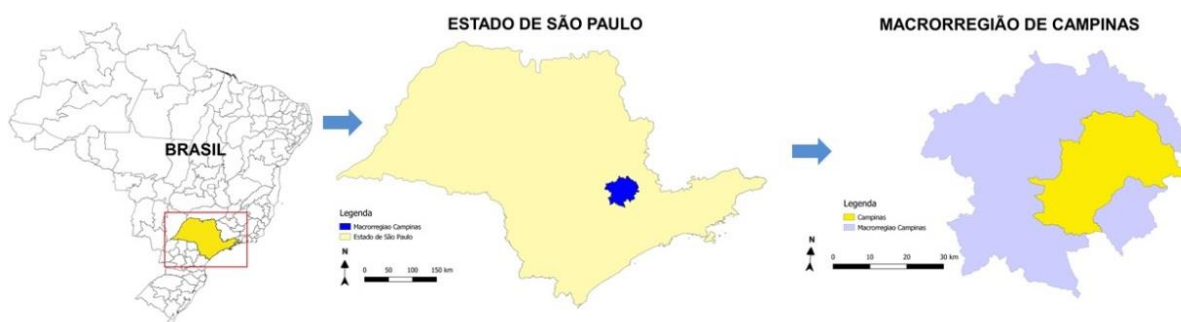 ESTADO DE SÃO PAULO
MACRORREGIÃO DE CAMPINAS
BRASIL
Legenda
Macrorregiao Campinas
Estado de São Paulo
N
0 50 100 150 km
Legenda
Campinas
Macrorregiao Campinas
N
0 10 20 30 km